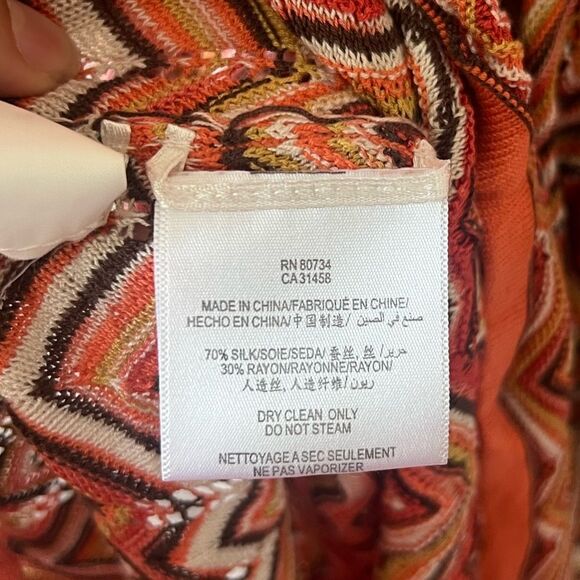 RN 80734
CA 31458
MADE IN CHINA/FABRIQUÉ EN CHINE/
HECHO EN CHINA/中国制造/ صنع في الصين
70% SILK/SOIE/SEDA/ 蚕丝, 丝/ حرير/
30% RAYON/RAYONNE/RAYON/
人造丝, 人造纤维/ ريون/
DRY CLEAN ONLY
DO NOT STEAM
NETTOYAGE A SEC SEULEMENT
NE PAS VAPORIZER